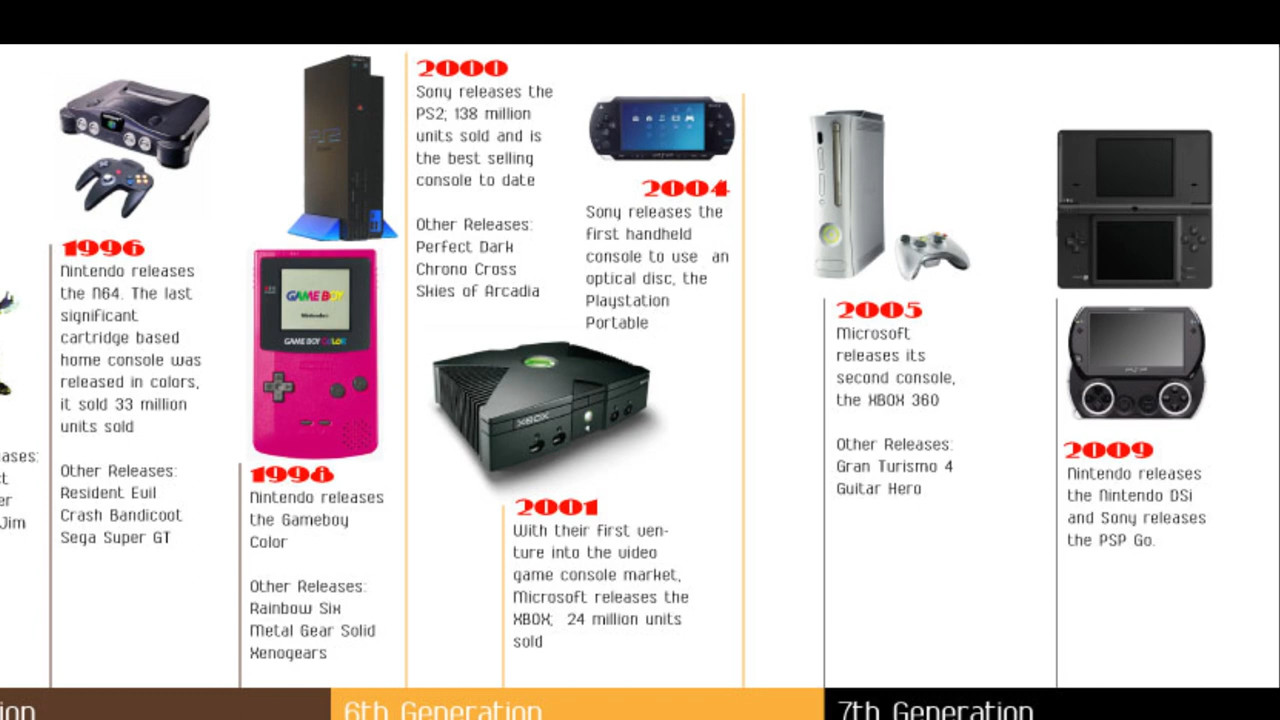 ases:
ct
er
Jim
1996
Nintendo releases
the N64. The last
significant
cartridge based
home console was
released in colors,
it sold 33 million
units sold
Other Releases:
Resident Evil
Crash Bandicoot
Sega Super GT
PS2
GAME BOY
Nintendo
GAME BOY COLOR
1998
Nintendo releases
the Gameboy
Color
Other Releases:
Rainbow Six
Metal Gear Solid
Xenogears
2000
Sony releases the
PS2; 138 million
units sold and is
the best selling
console to date
Other Releases:
Perfect Dark
Chrono Cross
Skies of Arcadia
XBOX
2001
With their first ven-
ture into the video
game console market,
Microsoft releases the
XBOX; 24 million units
sold
SONY
2004
Sony releases the
first handheld
console to use an
optical disc, the
Playstation
Portable
2005
Microsoft
releases its
second console,
the XBOX 360
Other Releases:
Gran Turismo 4
Guitar Hero
2009
Nintendo releases
the Nintendo DSi
and Sony releases
the PSP Go.
ion
6th Generation
7th Generation